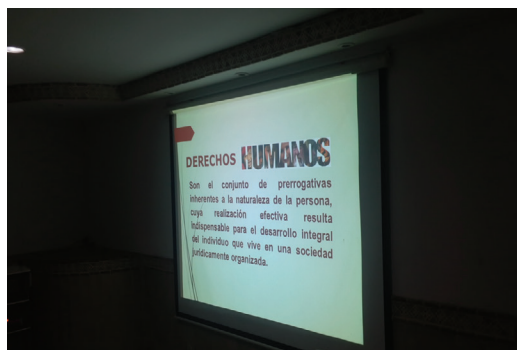 DERECHOS HUMANOS
Son el conjunto de prerrogativas
inherentes a la naturaleza de la persona,
cuya realización efectiva resulta
indispensable para el desarrollo integral
del individuo que vive en una sociedad
jurídicamente organizada.